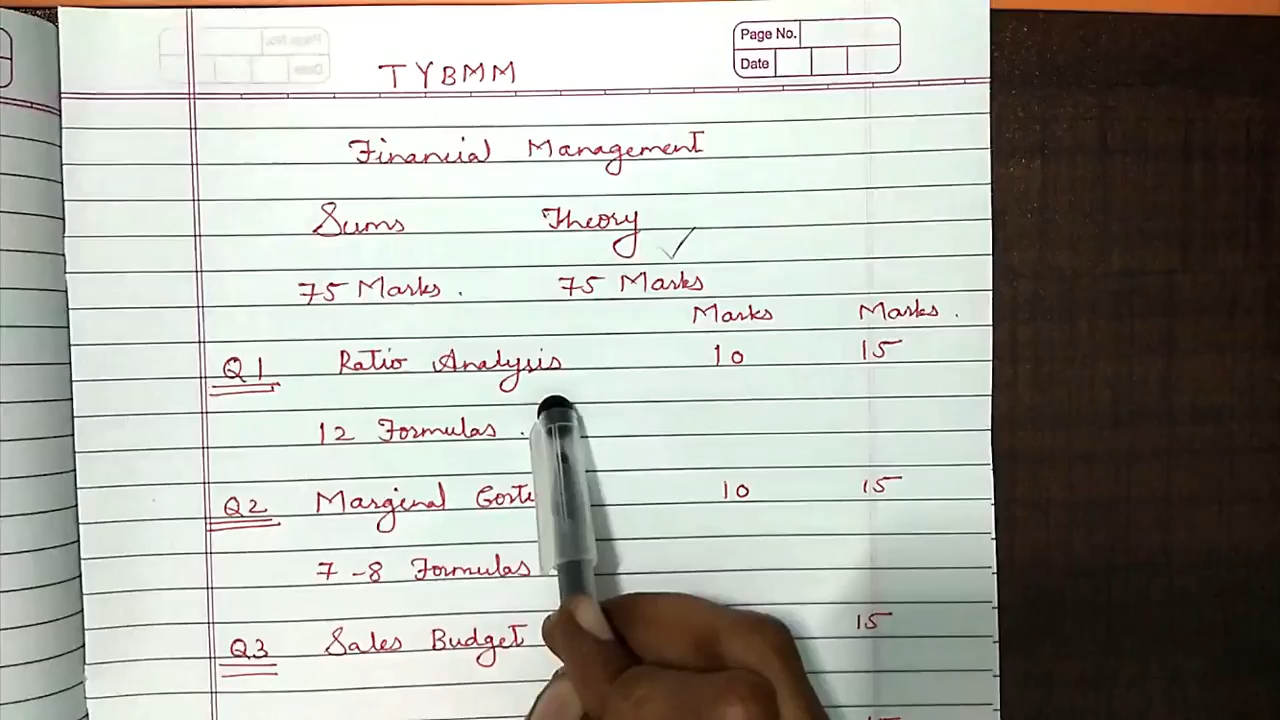 Page No.
Date
TYBMM
Financial Management
Sums Theory
75 Marks. 75 Marks
Marks Marks.
Q1 Ratio Analysis 10 15
12 Formulas.
Q2 Marginal 10 15
7-8 Formulas
Q3 Sales Budget 15